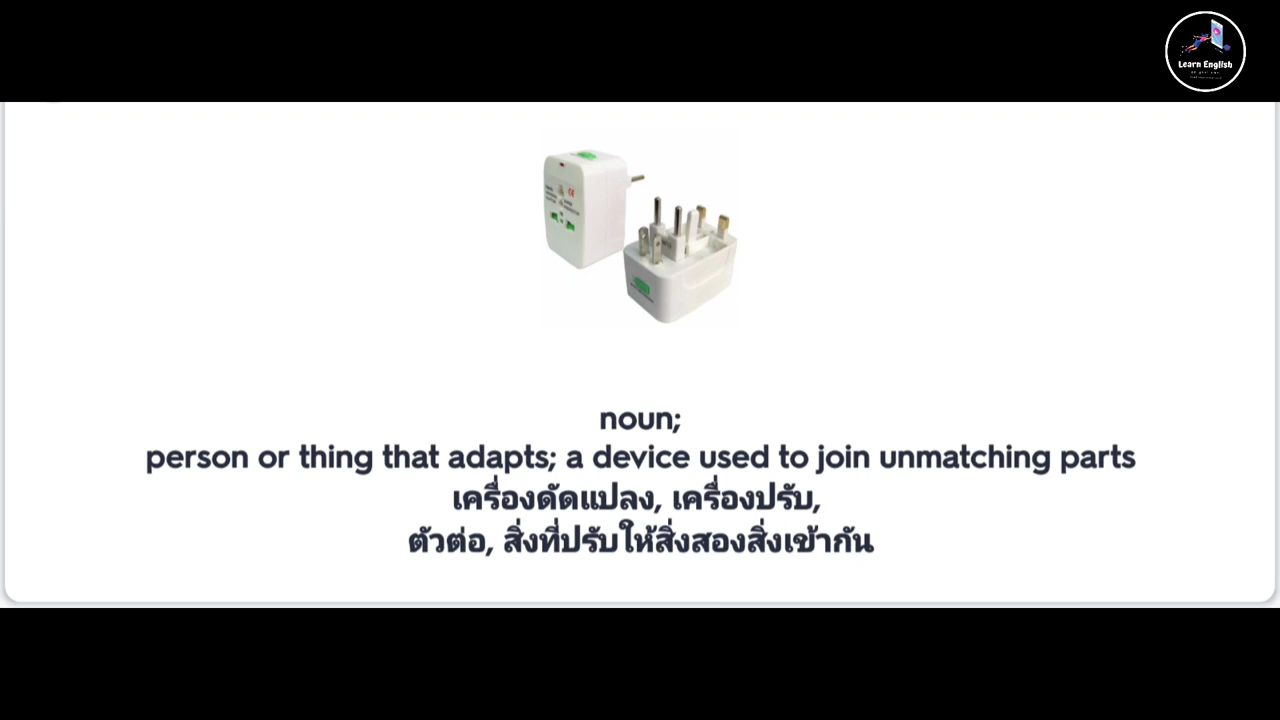 Learn English
noun;
person or thing that adapts; a device used to join unmatching parts
เครื่องดัดแปลง, เครื่องปรับ,
ตัวต่อ, สิ่งที่ปรับให้สิ่งสองสิ่งเข้ากัน